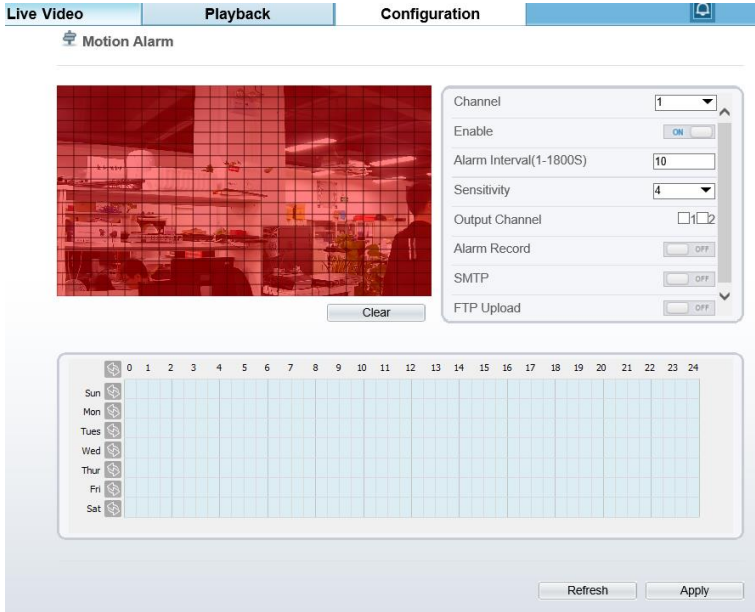 Live Video Playback Configuration
Motion Alarm
Channel 1
Enable ON
Alarm Interval(1-1800S) 10
Sensitivity 4
Output Channel 1 2
Alarm Record OFF
SMTP OFF
FTP Upload OFF
Clear
0 1 2 3 4 5 6 7 8 9 10 11 12 13 14 15 16 17 18 19 20 21 22 23 24
Sun
Mon
Tues
Wed
Thur
Fri
Sat
Refresh Apply